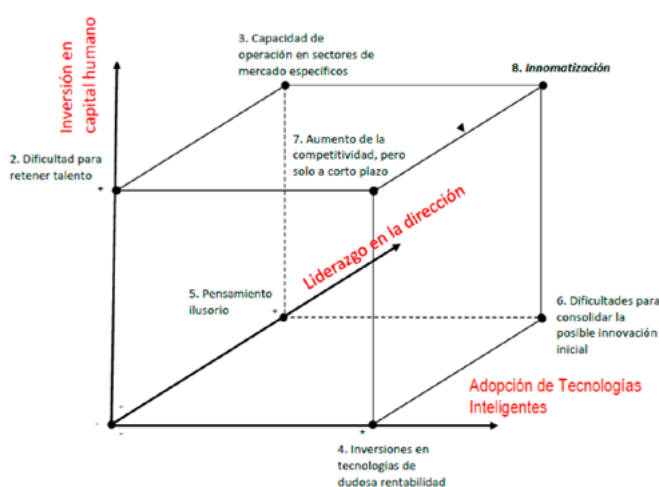 Inversión en
capital humano
3. Capacidad de
operación en sectores de
mercado específicos
8. Innomatización
7. Aumento de la
competitividad, pero
solo a corto plazo
2. Dificultad para
retener talento
+
Liderazgo en la dirección
5. Pensamiento
ilusorio
+
6. Dificultades para
consolidar la
posible innovación
inicial
Adopción de Tecnologías
Inteligentes
-
-
-
+
4. Inversiones en
tecnologías de
dudosa rentabilidad